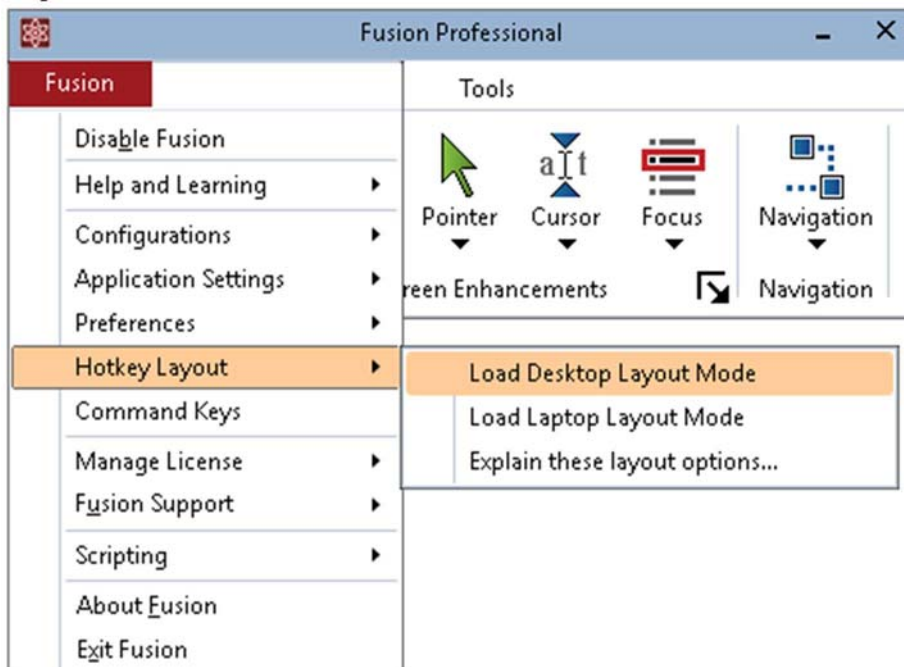 Fusion Professional
Fusion
Tools
Disable Fusion
Help and Learning
Configurations
Application Settings
Preferences
Hotkey Layout
Command Keys
Manage License
Fusion Support
Scripting
About Fusion
Exit Fusion
Pointer
Cursor
Focus
Navigation
reen Enhancements
Navigation
Load Desktop Layout Mode
Load Laptop Layout Mode
Explain these layout options...